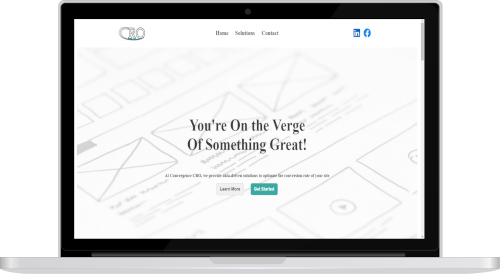 CRO
Home Solutions Contact
You're On the Verge
Of Something Great!
At Convergence CRO, we provide data driven solutions to optimize the conversion rate of your site
Learn More Get Started